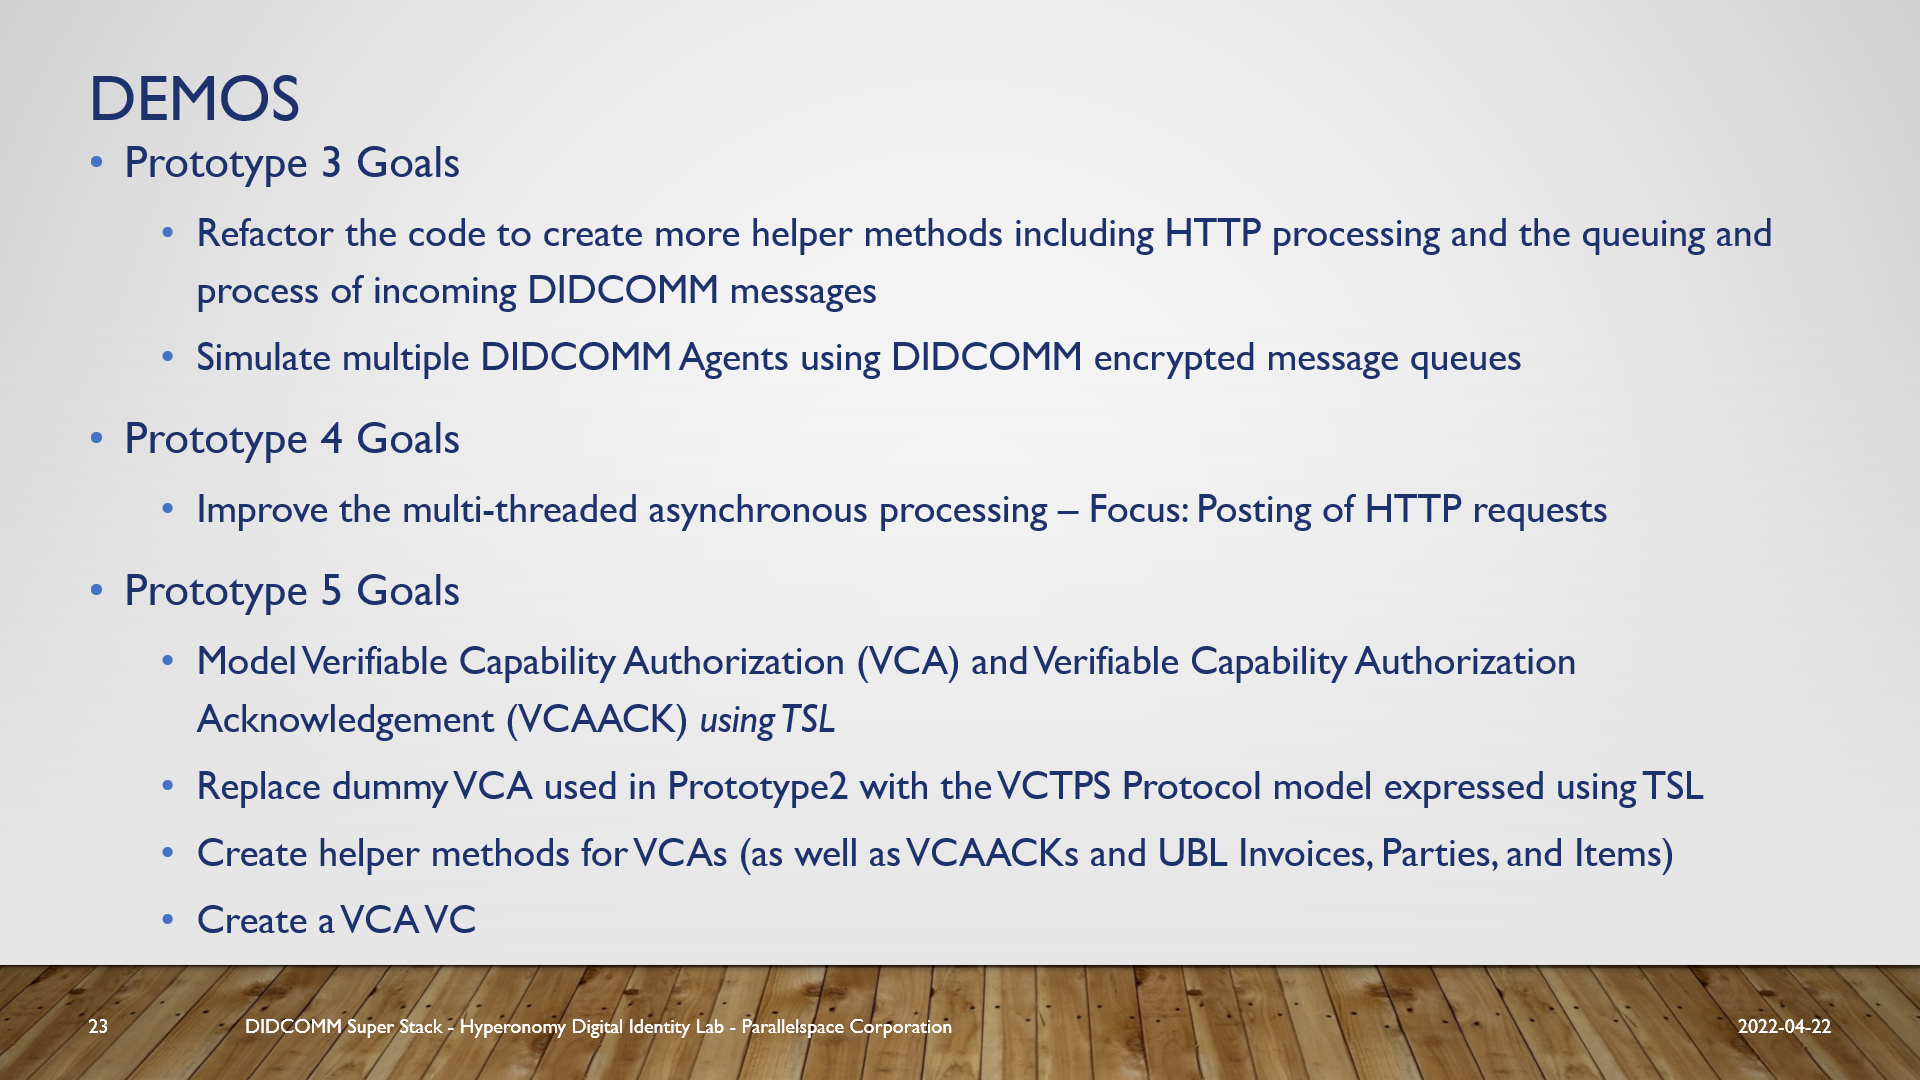 DEMOS
• Prototype 3 Goals
• Refactor the code to create more helper methods including HTTP processing and the queuing and
process of incoming DIDCOMM messages
• Simulate multiple DIDCOMM Agents using DIDCOMM encrypted message queues
• Prototype 4 Goals
• Improve the multi-threaded asynchronous processing – Focus: Posting of HTTP requests
• Prototype 5 Goals
• Model Verifiable Capability Authorization (VCA) and Verifiable Capability Authorization
Acknowledgement (VCAACK) using TSL
• Replace dummy VCA used in Prototype2 with the VCTPS Protocol model expressed using TSL
• Create helper methods for VCAs (as well as VCAACKs and UBL Invoices, Parties, and Items)
• Create a VCA VC
23 DIDCOMM Super Stack - Hyperonomy Digital Identity Lab - Parallelspace Corporation 2022-04-22